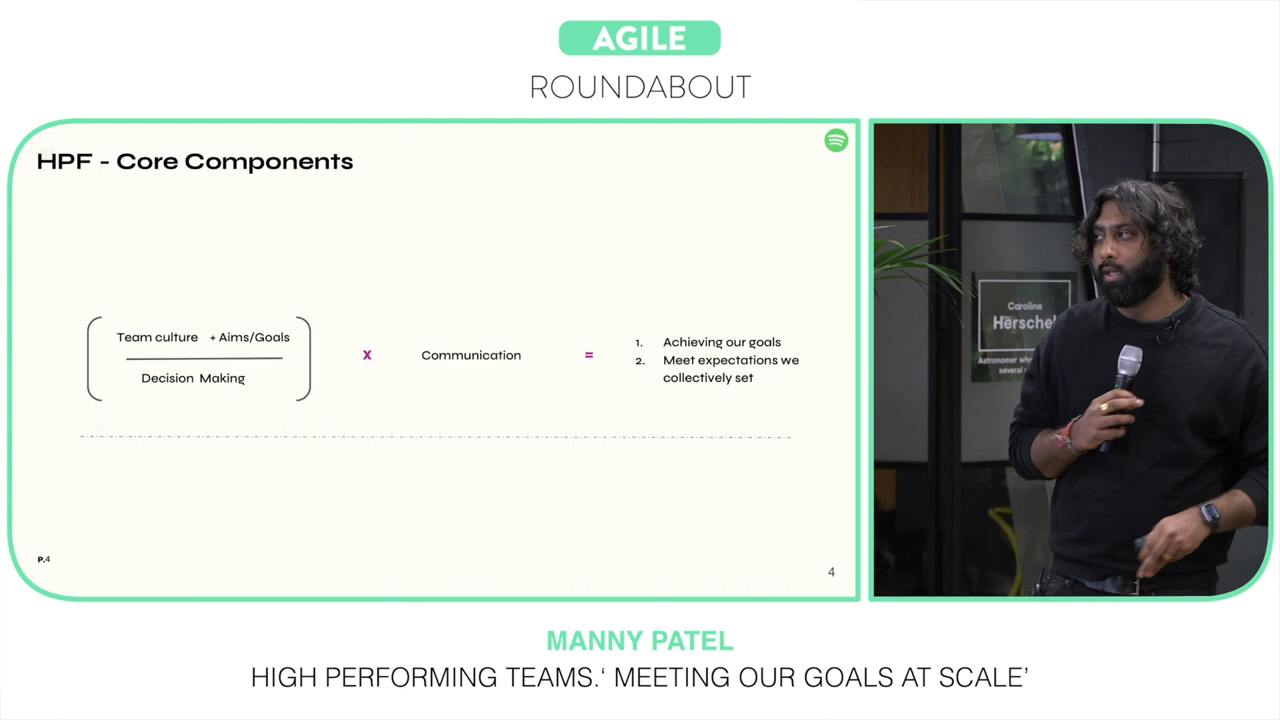 AGILE
ROUNDABOUT
HPF - Core Components
Team culture + Aims/Goals
Decision Making
X
Communication
=
1. Achieving our goals
2. Meet expectations we
collectively set
P.4
4
Caroline
Herschel
Astronomer
several
MANNY PATEL
HIGH PERFORMING TEAMS.‘ MEETING OUR GOALS AT SCALE’